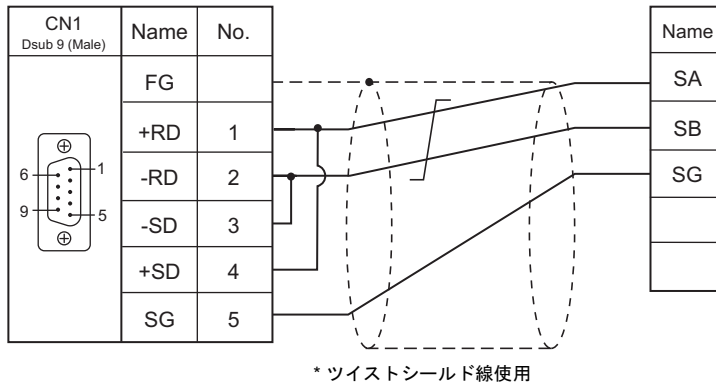 CN1
Dsub 9 (Male)
Name
No.
Name
FG
SA
+RD
1
SB
-RD
2
SG
-SD
3
+SD
4
SG
5
6
1
9
5
* ツイストシールド線使用